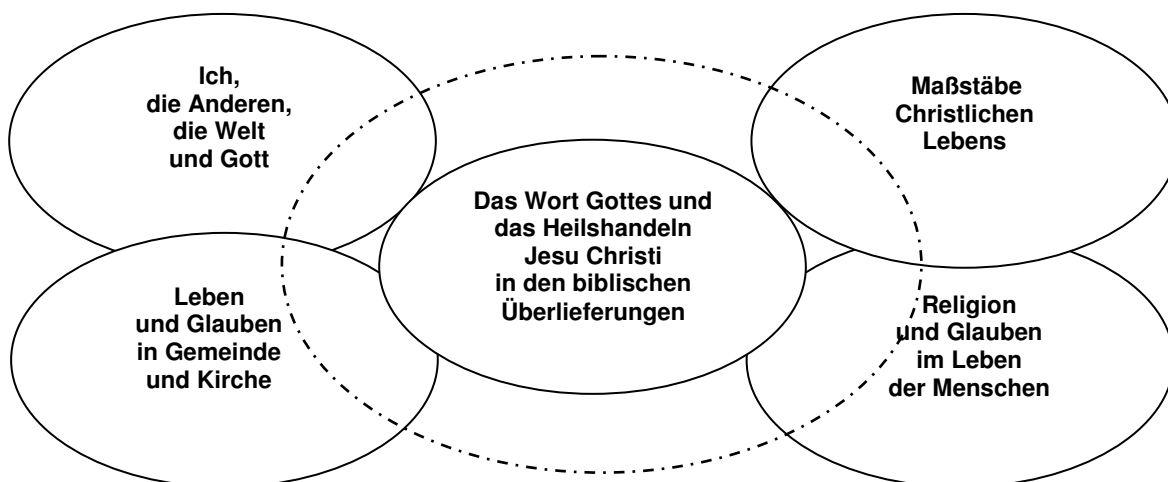 Ich,
die Anderen,
die Welt
und Gott
Maßstäbe
Christlichen
Lebens
Das Wort Gottes und
das Heilshandeln
Jesu Christi
in den biblischen
Überlieferungen
Leben
und Glauben
in Gemeinde
und Kirche
Religion
und Glauben
im Leben
der Menschen